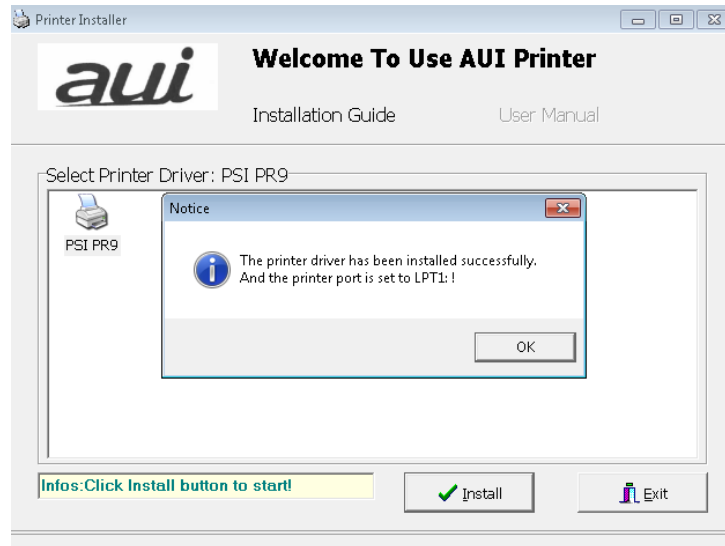 Printer Installer
aui
Welcome To Use AUI Printer
Installation Guide
User Manual
Select Printer Driver: PSI PR9
PSI PR9
Notice
The printer driver has been installed successfully.
And the printer port is set to LPT1: !
OK
Infos:Click Install button to start!
Install
Exit